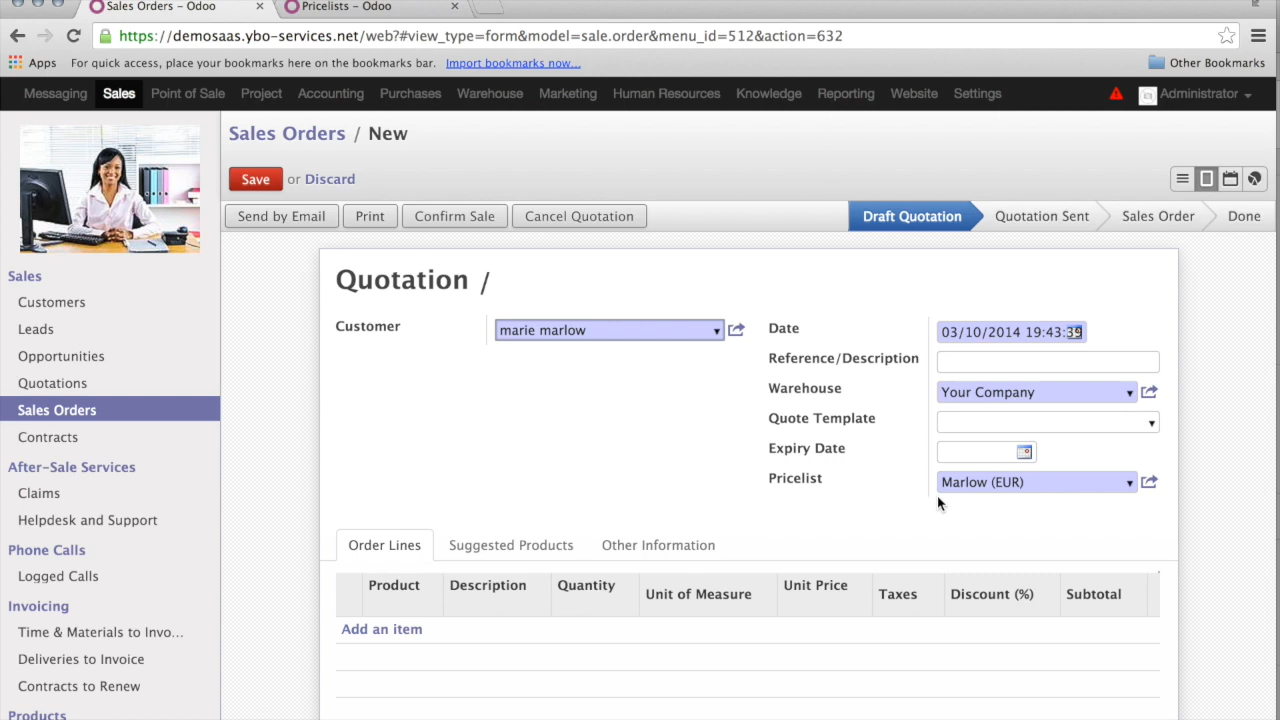 Sales Orders – Odoo × Pricelists – Odoo ×
https://demosaas.ybo-services.net/web?#view_type=form&model=sale.order&menu_id=512&action=632
Apps For quick access, place your bookmarks here on the bookmarks bar. Import bookmarks now... Other Bookmarks
Messaging Sales Point of Sale Project Accounting Purchases Warehouse Marketing Human Resources Knowledge Reporting Website Settings Administrator
Sales Orders / New
Save or Discard
Send by Email Print Confirm Sale Cancel Quotation Draft Quotation Quotation Sent Sales Order Done
Sales
Customers
Leads
Opportunities
Quotations
Sales Orders
Contracts
After-Sale Services
Claims
Helpdesk and Support
Phone Calls
Logged Calls
Invoicing
Time & Materials to Invo...
Deliveries to Invoice
Contracts to Renew
Products
Quotation /
Customer marie marlow
Date 03/10/2014 19:43:39
Reference/Description
Warehouse Your Company
Quote Template
Expiry Date
Pricelist Marlow (EUR)
Order Lines Suggested Products Other Information
Product Description Quantity Unit of Measure Unit Price Taxes Discount (%) Subtotal
Add an item